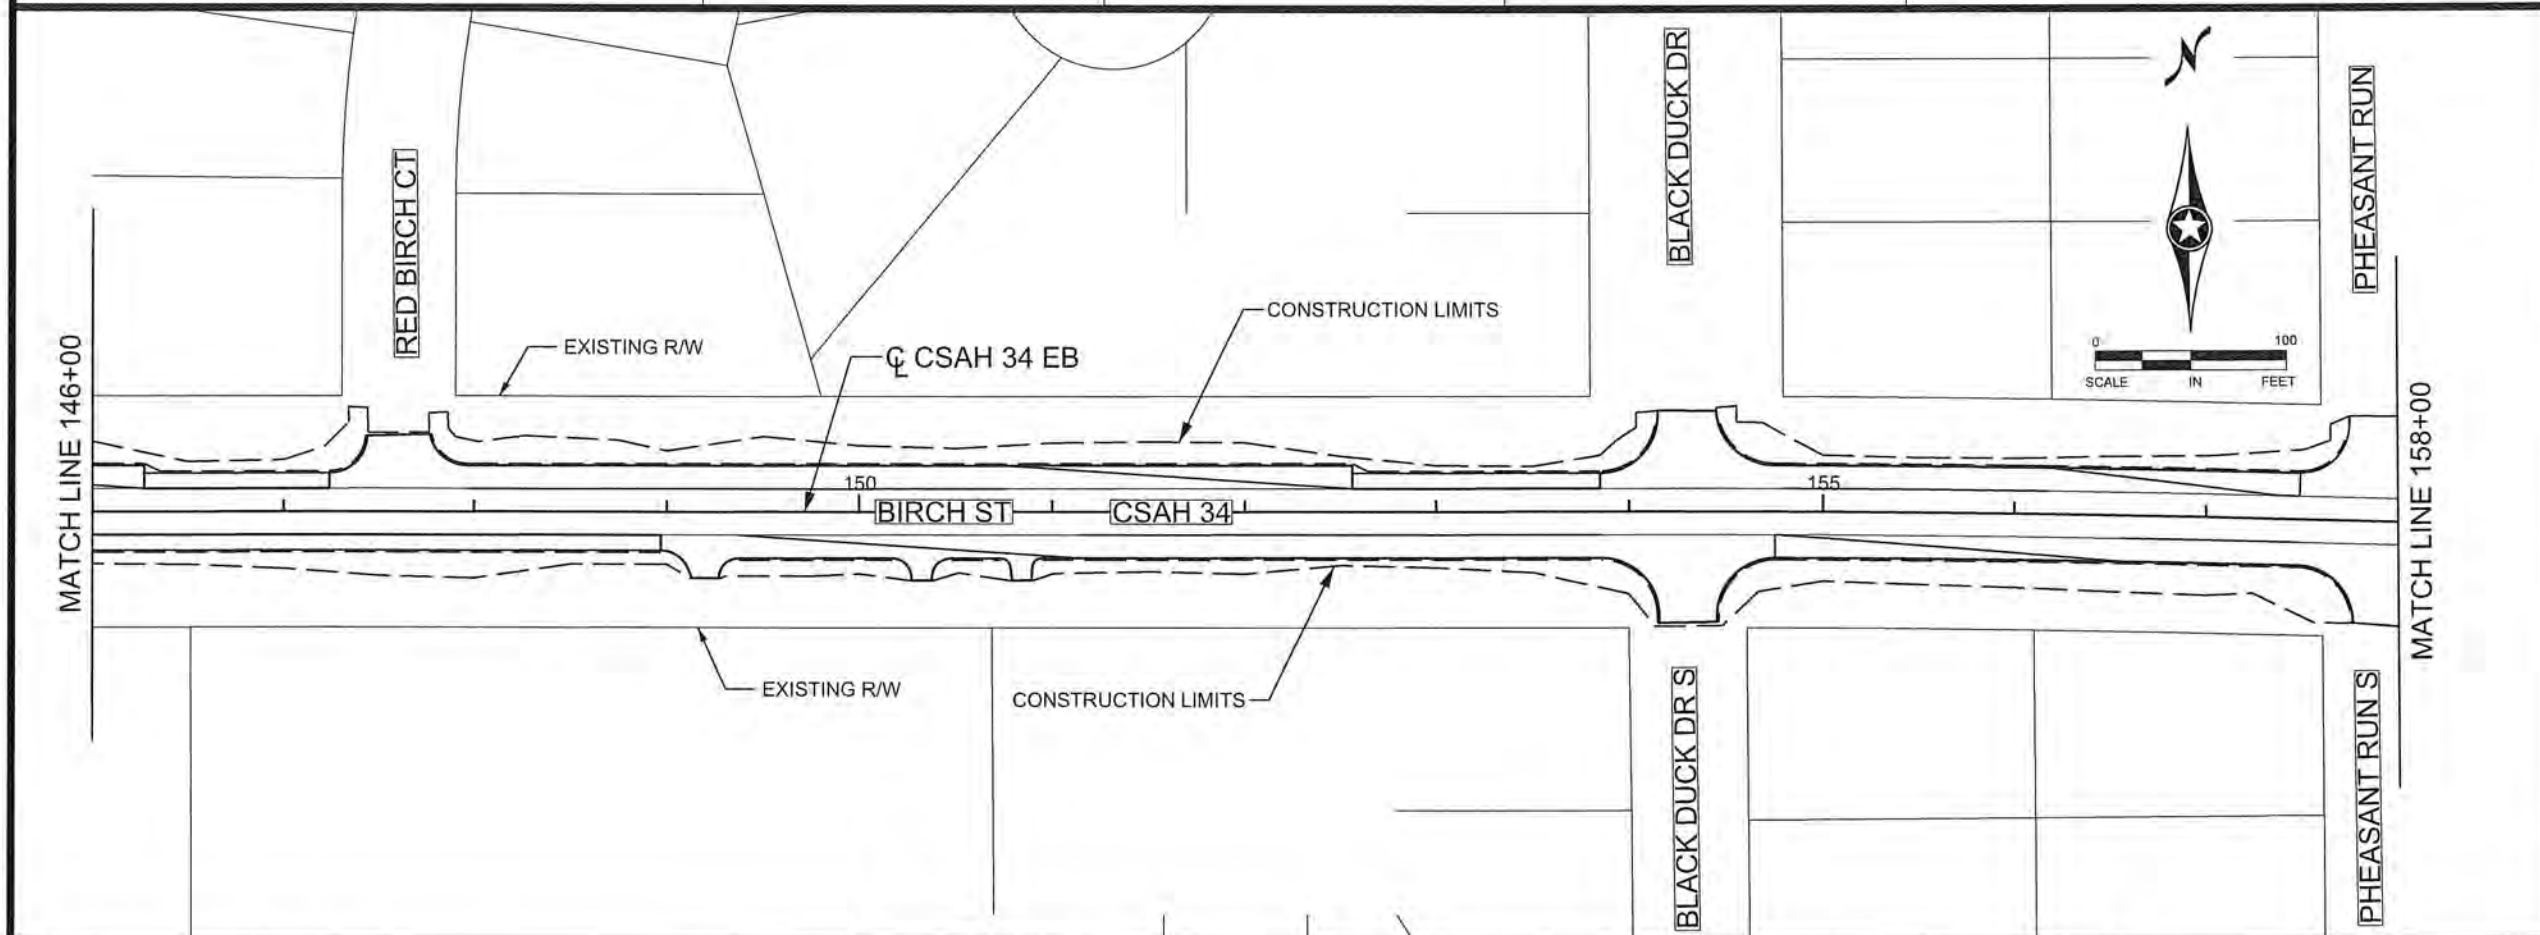 MATCH LINE 146+00
RED BIRCH CT
EXISTING R/W
℄ CSAH 34 EB
CONSTRUCTION LIMITS
BLACK DUCK DR
N
0 100
SCALE IN FEET
PHEASANT RUN
MATCH LINE 158+00
150
155
BIRCH ST
CSAH 34
EXISTING R/W
CONSTRUCTION LIMITS
BLACK DUCK DR S
PHEASANT RUN S